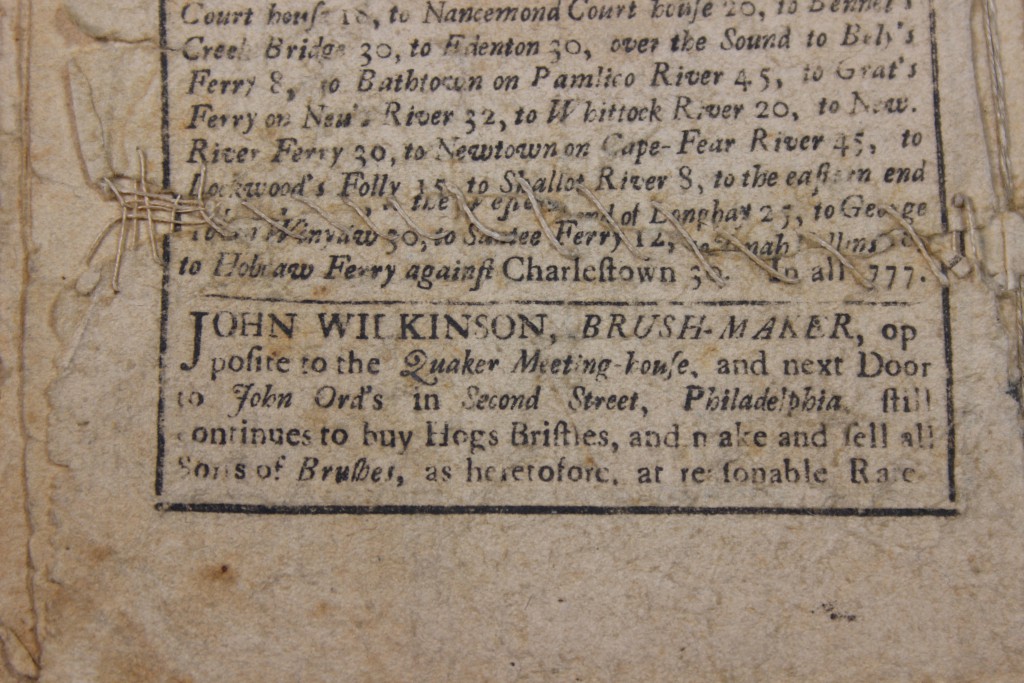 Court house 18, to Nancemond Court house 20, to Bennet's
Creek Bridge 30, to Edenton 30, over the Sound to Bely's
Ferry 8, to Bathtown on Pamlico River 45, to Grat's
Ferry on Neu's River 32, to Whittock River 20, to New-
River Ferry 30, to Newtown on Cape-Fear River 45, to
Lockwood's Folly 15, to Shallot River 8, to the eastern end
end of Longbay 25, to George
Winyaw 30, to Santee Ferry 12,
to Hobcaw Ferry against Charlestown 30. In all 777.
JOHN WILKINSON, BRUSH-MAKER, op
posite to the Quaker Meeting-house, and next Door
to John Ord's in Second Street, Philadelphia, still
continues to buy Hogs Bristles, and make and sell all
Sorts of Brushes, as heretofore, at reasonable Rate